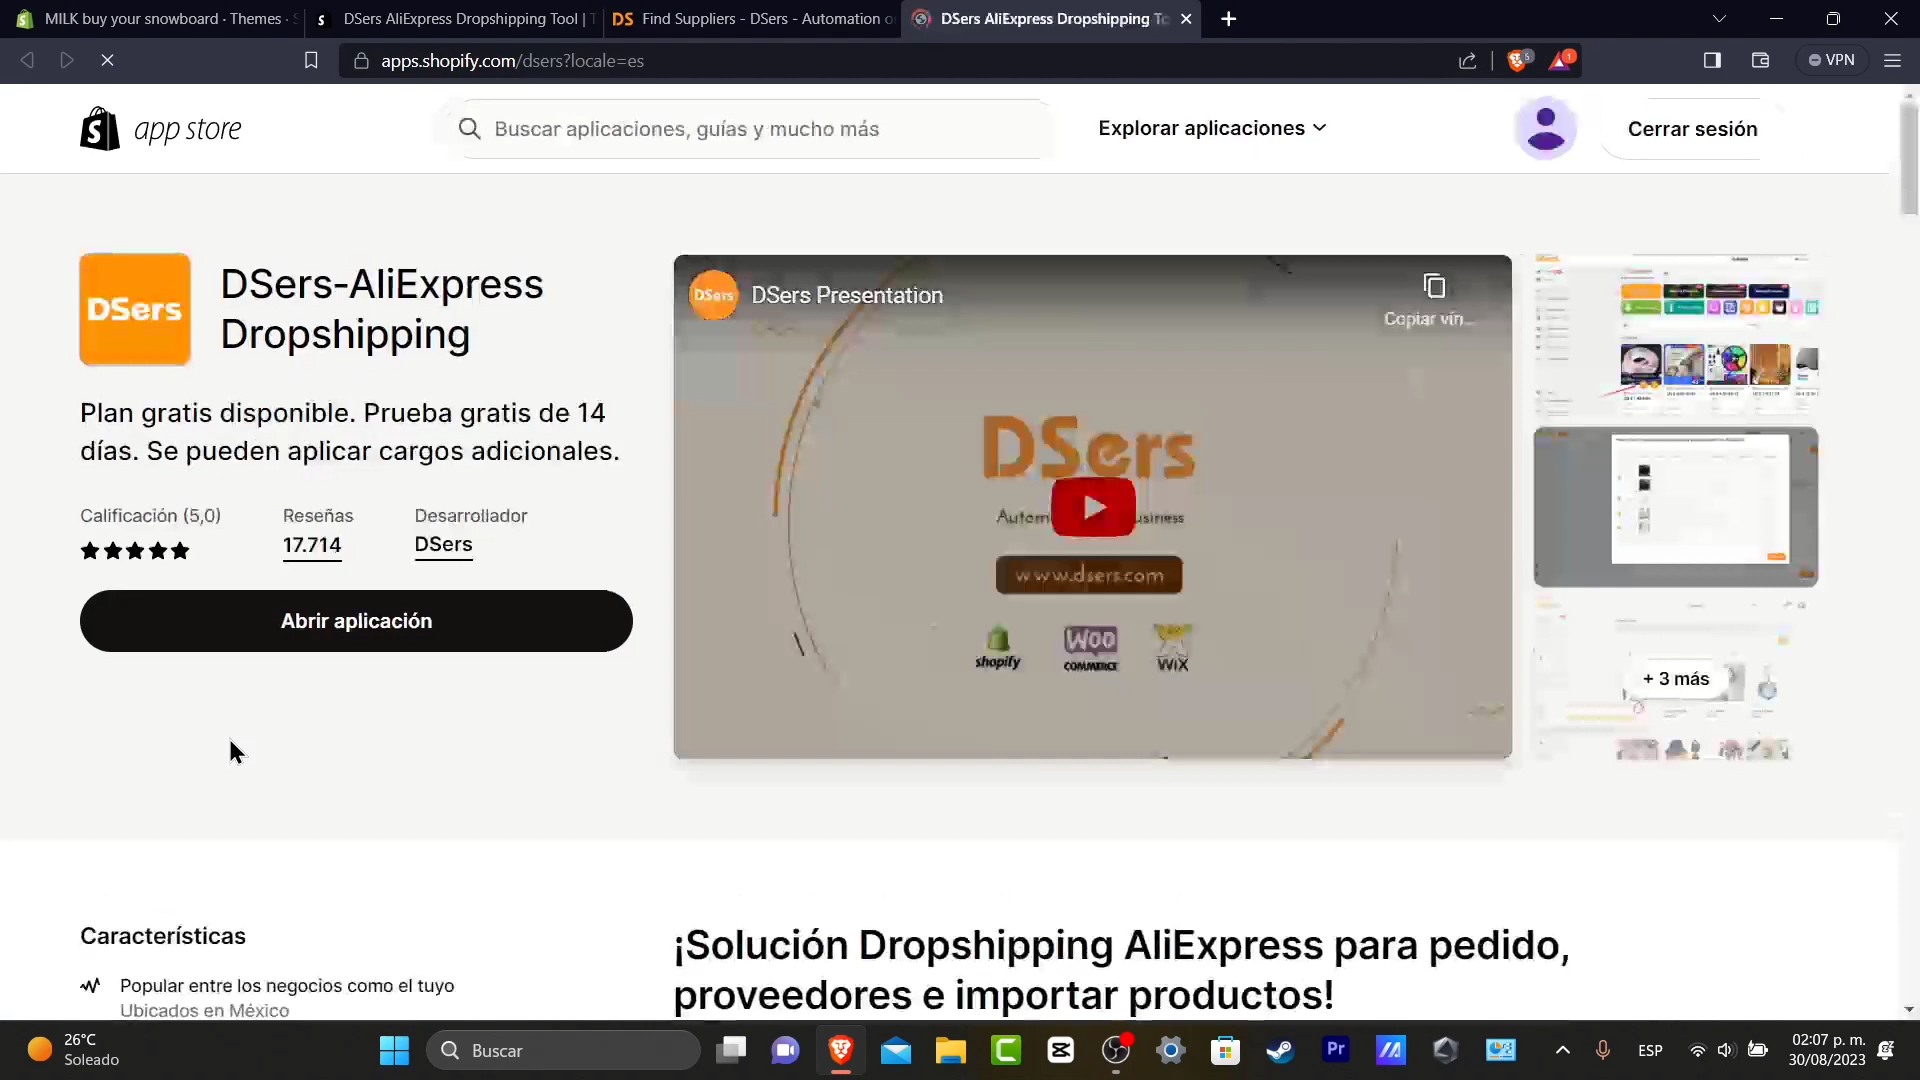 MILK buy your snowboard · Themes ·
DSers AliExpress Dropshipping Tool |
DS Find Suppliers - DSers - Automation
DSers AliExpress Dropshipping
apps.shopify.com/dsers?locale=es
5
1
VPN
app store
Buscar aplicaciones, guías y mucho más
Explorar aplicaciones
Cerrar sesión
DSers
DSers-AliExpress
Dropshipping
Plan gratis disponible. Prueba gratis de 14
días. Se pueden aplicar cargos adicionales.
Calificación (5,0)
Reseñas
Desarrollador
17.714
DSers
Abrir aplicación
DSers
DSers Presentation
Copiar vín...
DSers
www.dsers.com
shopify
WOO
COMMERCE
WIX
+ 3 más
Características
Popular entre los negocios como el tuyo
Ubicados en México
¡Solución Dropshipping AliExpress para pedido,
proveedores e importar productos!
26°C
Soleado
Buscar
Pr
ESP
02:07 p. m.
30/08/2023